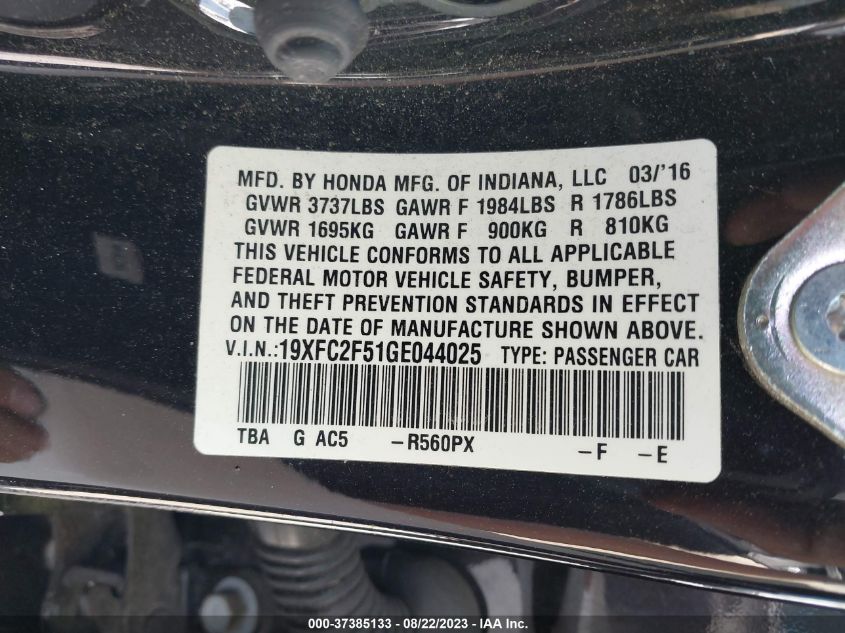 MFD. BY HONDA MFG. OF INDIANA, LLC 03/'16
GVWR 3737LBS GAWR F 1984LBS R 1786LBS
GVWR 1695KG GAWR F 900KG R 810KG
THIS VEHICLE CONFORMS TO ALL APPLICABLE
FEDERAL MOTOR VEHICLE SAFETY, BUMPER,
AND THEFT PREVENTION STANDARDS IN EFFECT
ON THE DATE OF MANUFACTURE SHOWN ABOVE.
V.I.N.:19XFC2F51GE044025 TYPE: PASSENGER CAR
TBA G AC5 –R560PX –F –E
000-37385133 - 08/22/2023 - IAA Inc.